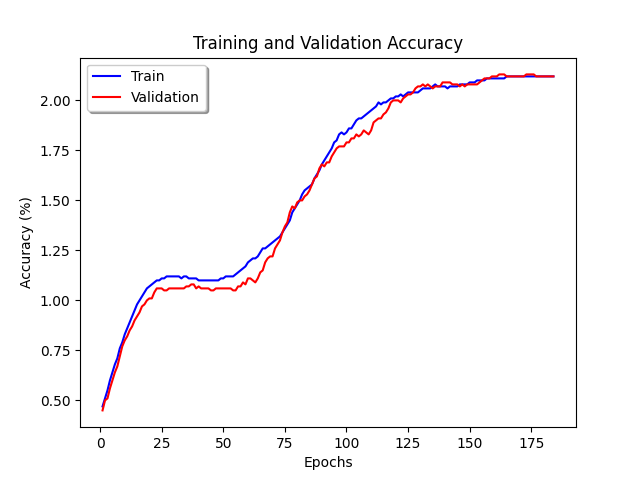 Training and Validation Accuracy
Train
Validation
Accuracy (%)
2.00
1.75
1.50
1.25
1.00
0.75
0.50
0 25 50 75 100 125 150 175
Epochs